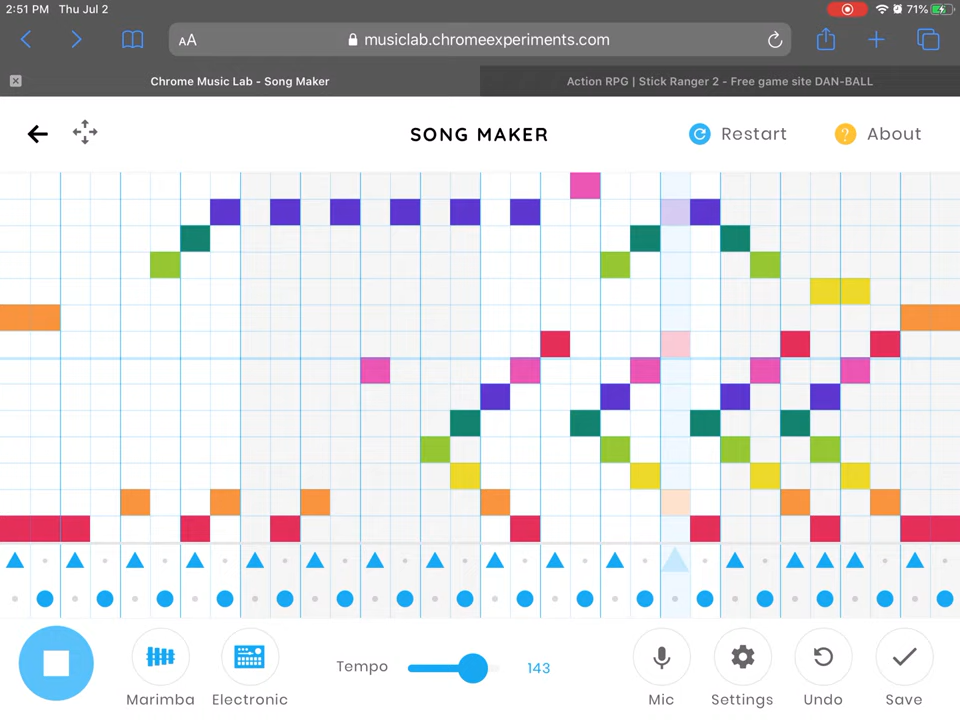 2:51 PM Thu Jul 2 71%
AA musiclab.chromeexperiments.com
Chrome Music Lab - Song Maker Action RPG | Stick Ranger 2 - Free game site DAN-BALL
SONG MAKER Restart ? About
Tempo 143
Marimba Electronic Mic Settings Undo Save